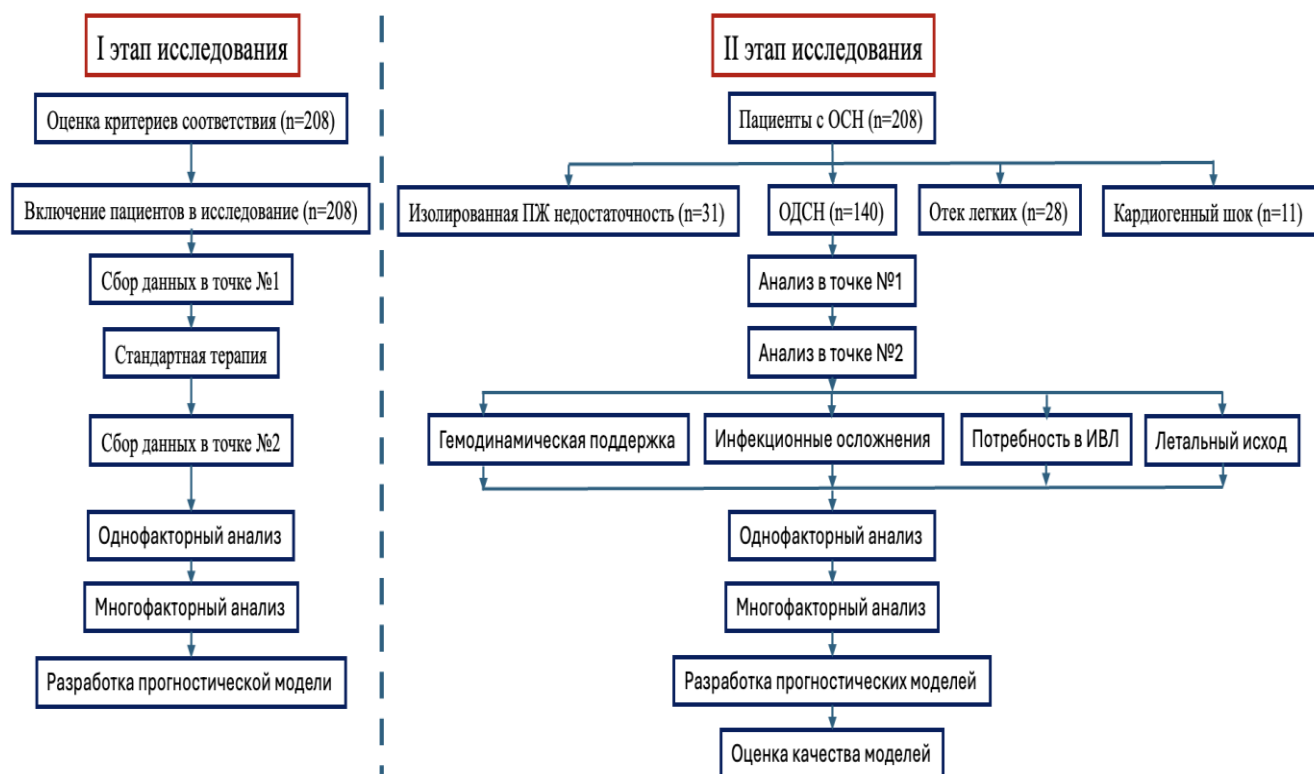 I этап исследования
Оценка критериев соответствия (n=208)
Включение пациентов в исследование (n=208)
Сбор данных в точке №1
Стандартная терапия
Сбор данных в точке №2
Однофакторный анализ
Многофакторный анализ
Разработка прогностической модели
II этап исследования
Пациенты с ОСН (n=208)
Изолированная ПЖ недостаточность (n=31)
ОДСН (n=140)
Отек легких (n=28)
Кардиогенный шок (n=11)
Анализ в точке №1
Анализ в точке №2
Гемодинамическая поддержка
Инфекционные осложнения
Потребность в ИВЛ
Летальный исход
Однофакторный анализ
Многофакторный анализ
Разработка прогностических моделей
Оценка качества моделей